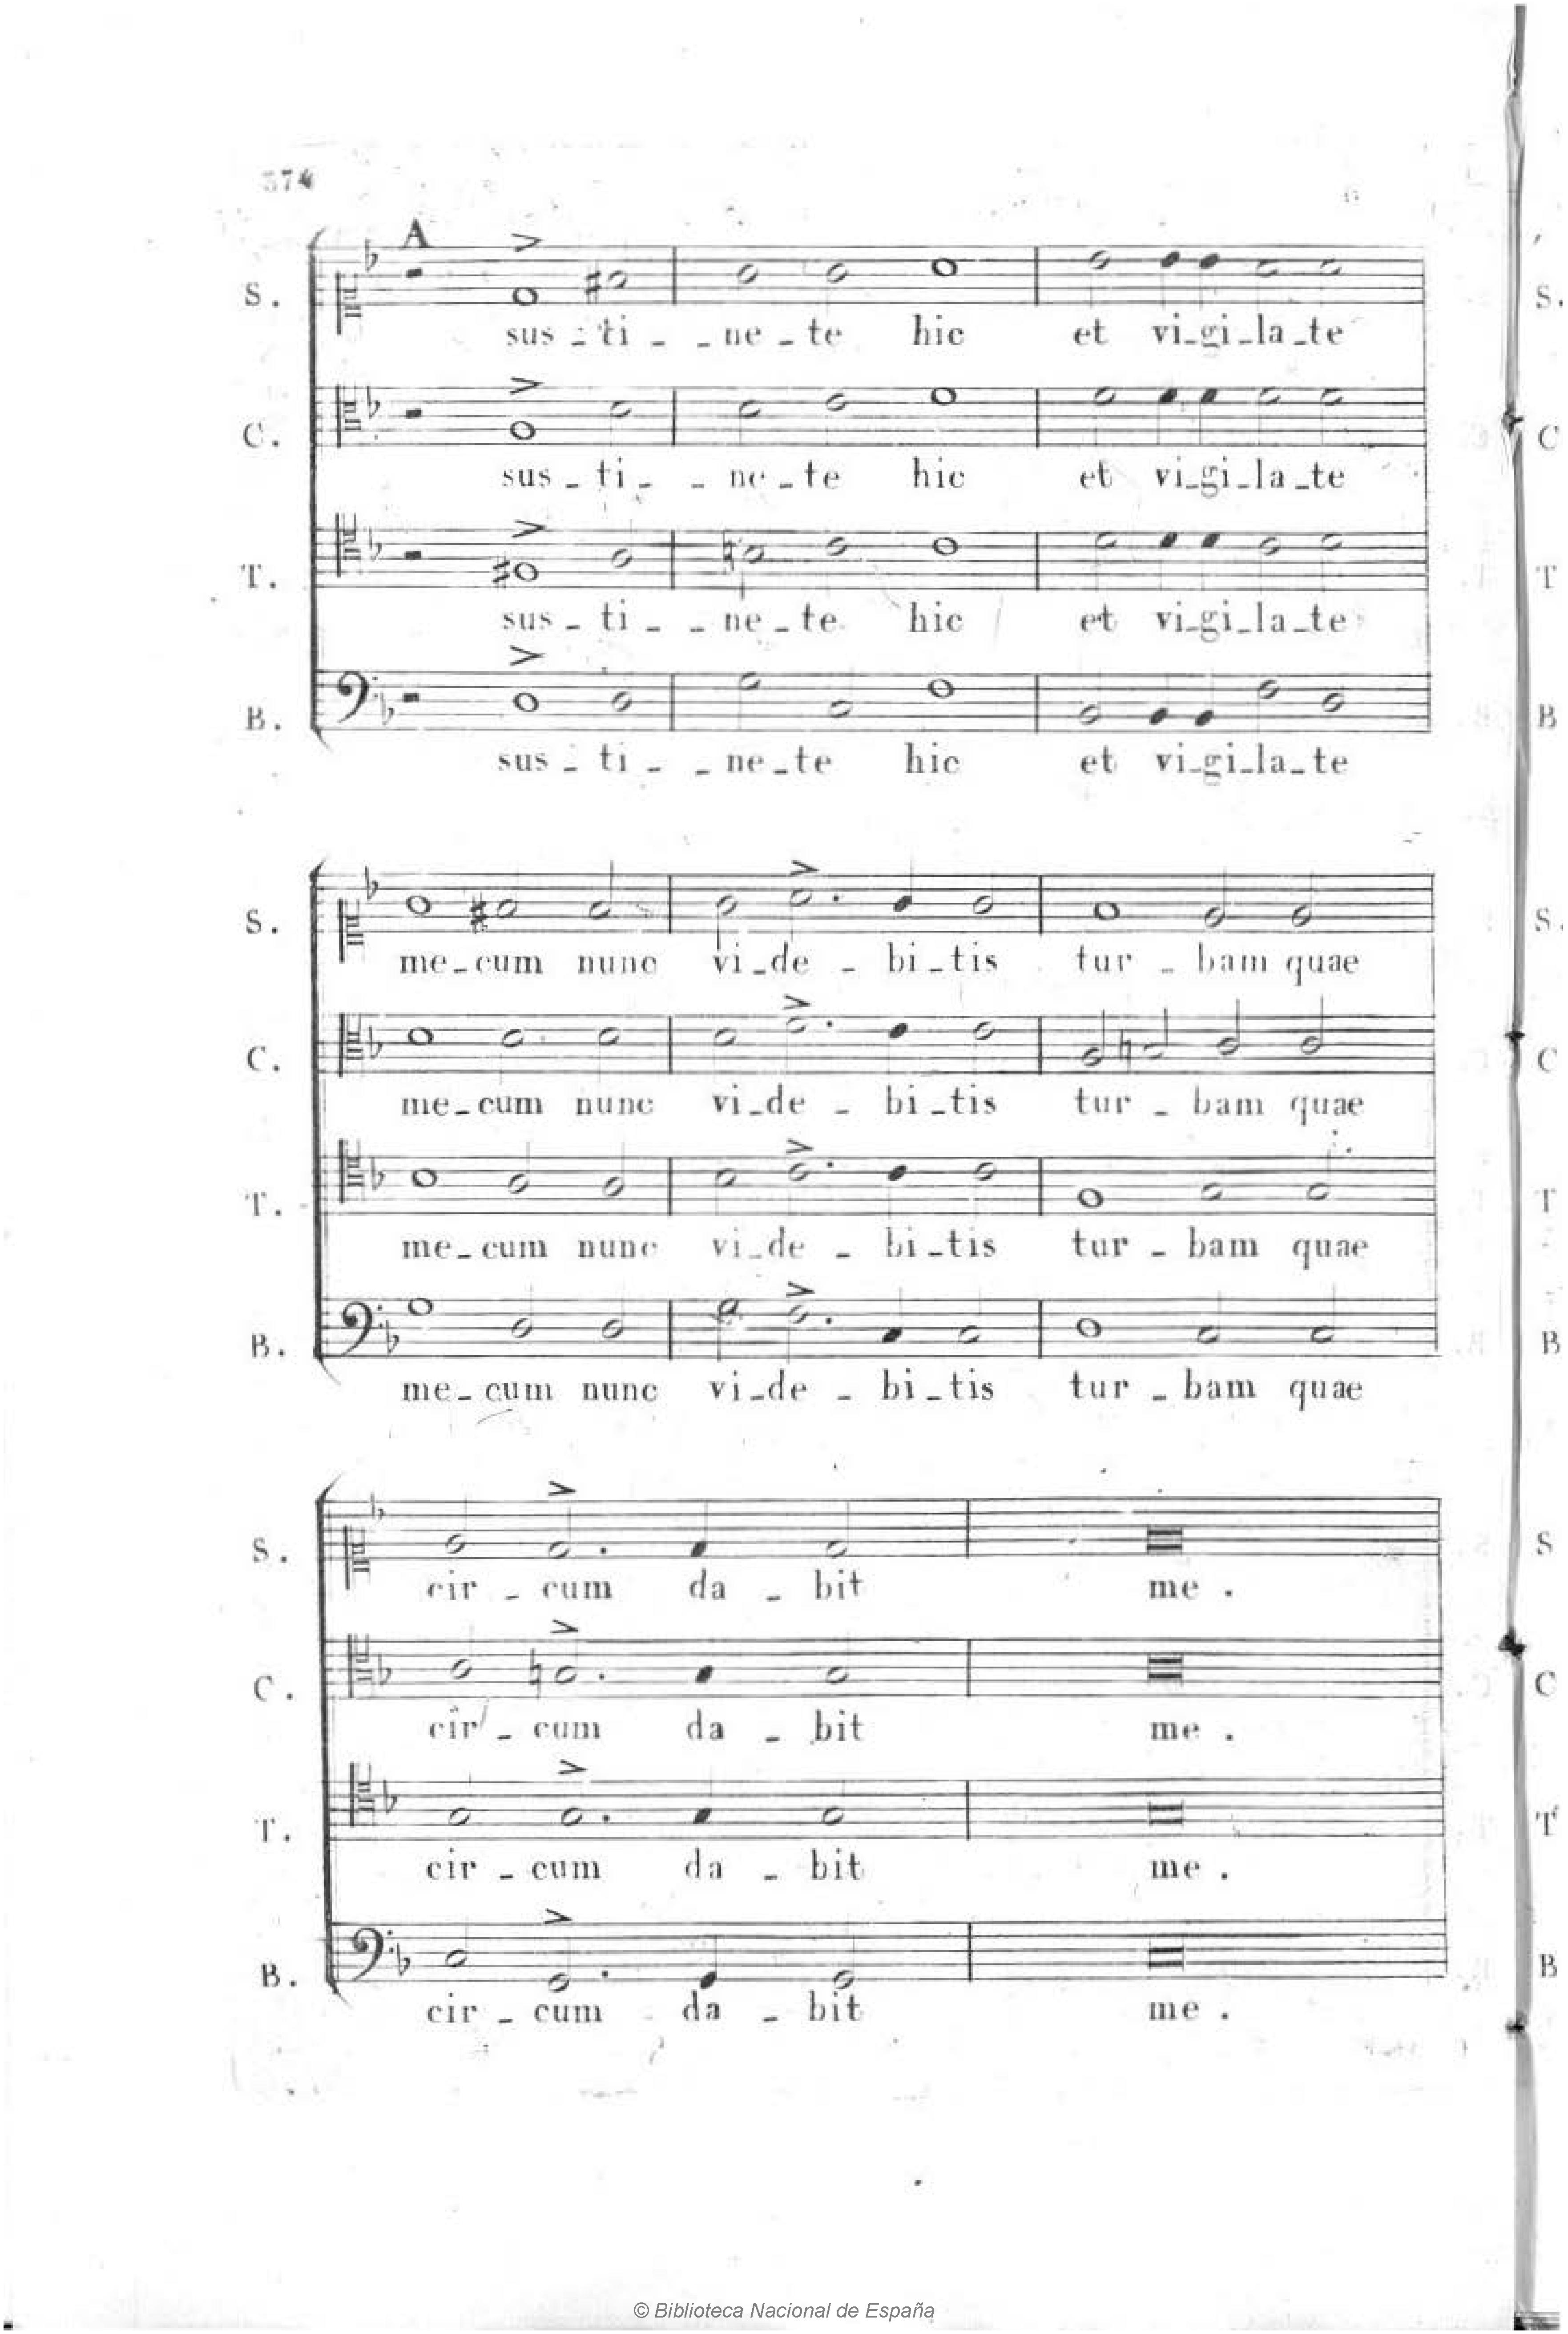 374
A
S.
S.
sus - ti - - ne - te hic et vi - gi - la - te
C.
C
sus - ti - - ne - te hic et vi - gi - la - te
T.
T
sus - ti - - ne - te hic et vi - gi - la - te
B.
B
sus - ti - - ne - te hic et vi - gi - la - te
S.
S.
me - cum nunc vi - de - bi - tis tur - bam quae
C.
C
me - cum nunc vi - de - bi - tis tur - bam quae
T.
T
me - cum nunc vi - de - bi - tis tur - bam quae
B.
B
me - cum nunc vi - de - bi - tis tur - bam quae
S.
S
cir - cum da - bit me .
C.
C
cir - cum da - bit me .
T.
T
cir - cum da - bit me .
B.
B
cir - cum da - bit me .
© Biblioteca Nacional de España